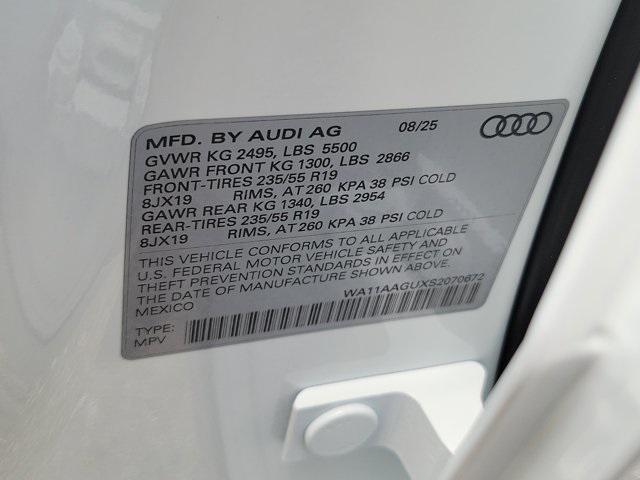 MFD. BY AUDI AG 08/25
GVWR KG 2495, LBS 5500
GAWR FRONT KG 1300, LBS 2866
FRONT-TIRES 235/55 R19
8JX19 RIMS, AT 260 KPA 38 PSI COLD
GAWR REAR KG 1340, LBS 2954
REAR-TIRES 235/55 R19
8JX19 RIMS, AT 260 KPA 38 PSI COLD
THIS VEHICLE CONFORMS TO ALL APPLICABLE
U.S. FEDERAL MOTOR VEHICLE SAFETY AND
THEFT PREVENTION STANDARDS IN EFFECT ON
THE DATE OF MANUFACTURE SHOWN ABOVE.
MEXICO
WA11AAGUXS2070672
TYPE:
MPV